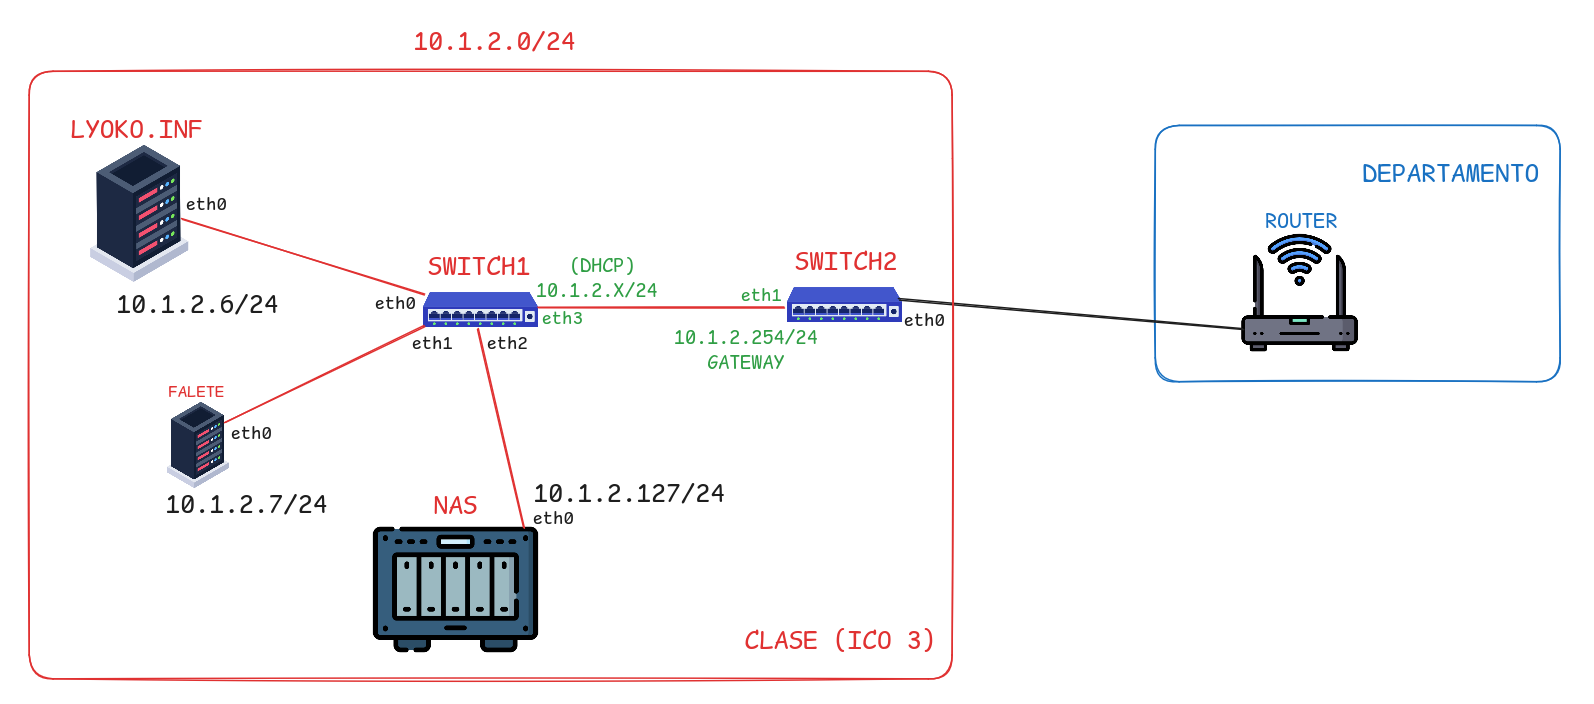 10.1.2.0/24
LYOKO.INF
eth0
10.1.2.6/24
SWITCH1
eth0
eth1
eth2
(DHCP)
10.1.2.X/24
eth3
SWITCH2
eth1
eth0
10.1.2.254/24
GATEWAY
FALETE
eth0
10.1.2.7/24
NAS
10.1.2.127/24
eth0
CLASE (ICO 3)
DEPARTAMENTO
ROUTER